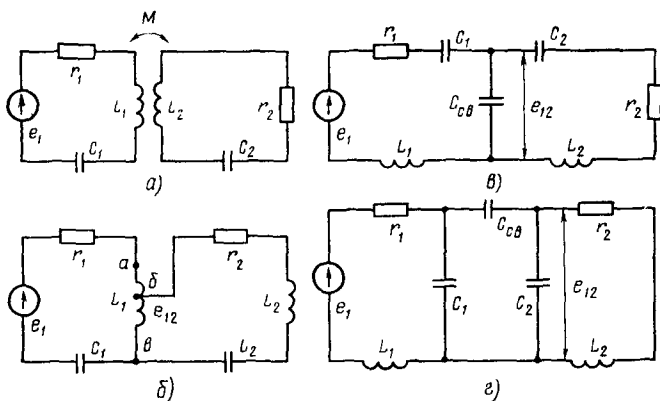 M
r₁
L₁
L₂
r₂
e₁
C₁
C₂
а)
r₁
C₁
C₂
Cсв
e₁₂
r₂
e₁
L₁
L₂
в)
r₁
а
б
r₂
L₁
e₁₂
L₂
e₁
C₁
в
C₂
б)
r₁
Cсв
r₂
e₁
C₁
C₂
e₁₂
L₁
L₂
г)